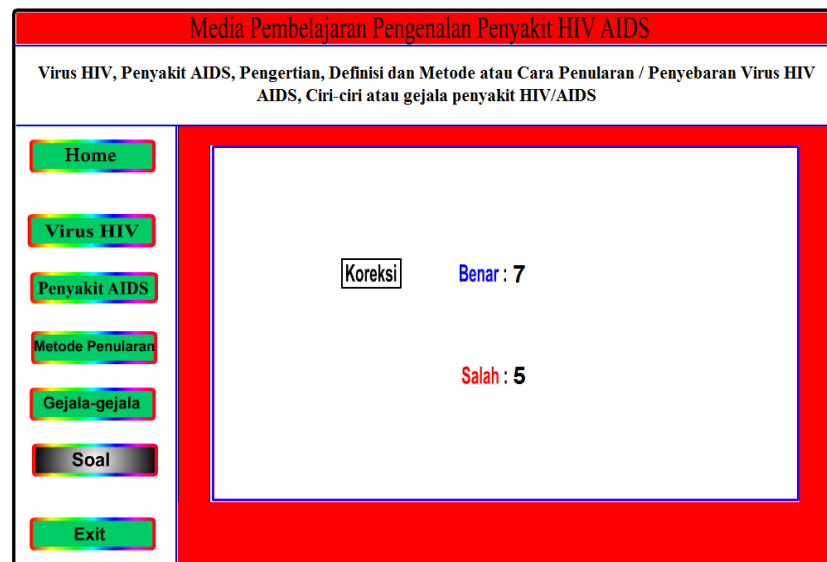 Media Pembelajaran Pengenalan Penyakit HIV AIDS
Virus HIV, Penyakit AIDS, Pengertian, Definisi dan Metode atau Cara Penularan / Penyebaran Virus HIV
AIDS, Ciri-ciri atau gejala penyakit HIV/AIDS
Home
Virus HIV
Penyakit AIDS
Metode Penularan
Gejala-gejala
Soal
Exit
Koreksi
Benar : 7
Salah : 5